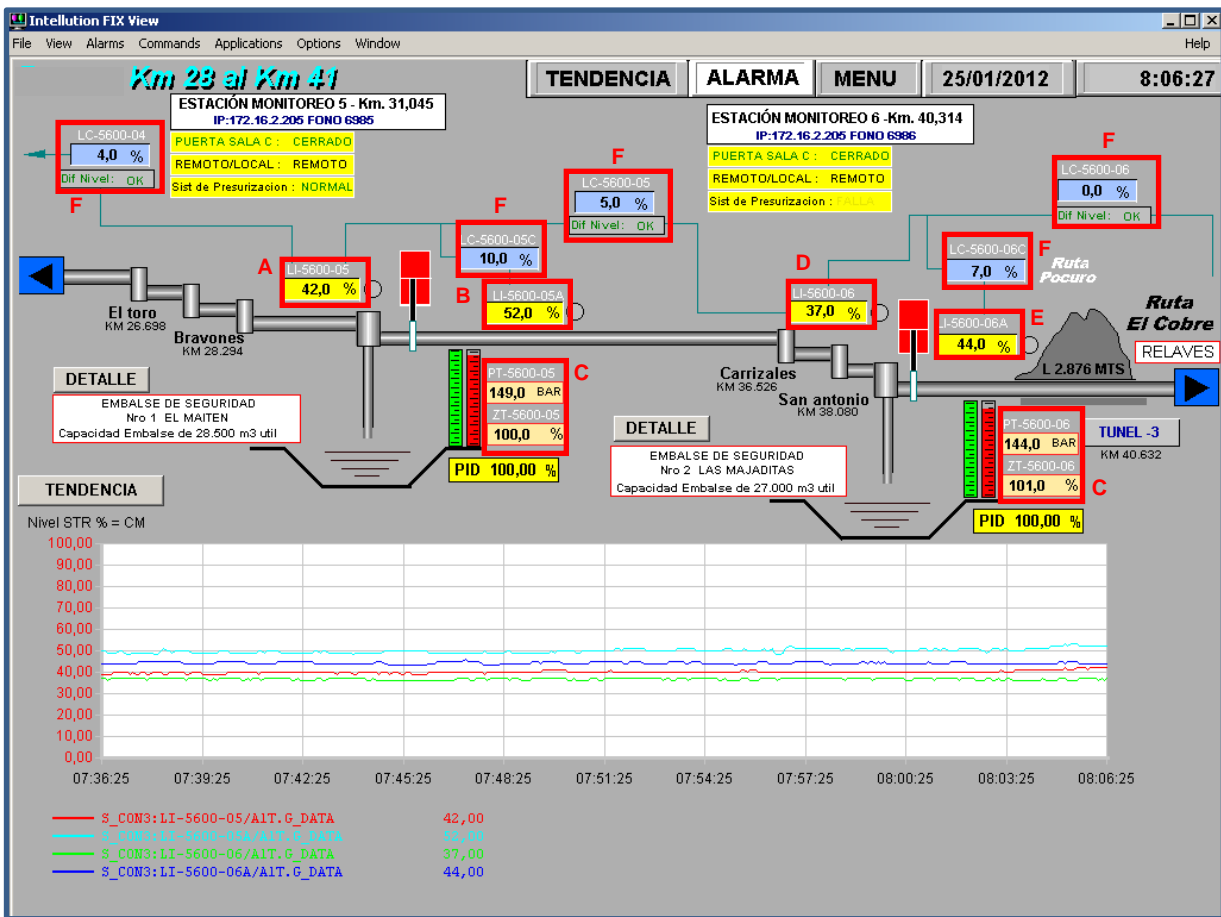 Intellution FIX View
File View Alarms Commands Applications Options Window Help
Km 28 al Km 41
TENDENCIA
ALARMA
MENU
25/01/2012
8:06:27
ESTACIÓN MONITOREO 5 - Km. 31,045
IP:172.16.2.205 FONO 6985
PUERTA SALA C : CERRADO
REMOTO/LOCAL : REMOTO
Sist de Presurizacion : NORMAL
ESTACIÓN MONITOREO 6 -Km. 40,314
IP:172.16.2.205 FONO 6986
PUERTA SALA C : CERRADO
REMOTO/LOCAL : REMOTO
Sist de Presurizacion : FALLA
LC-5600-04
4,0 %
Dif Nivel: OK
F
F
LC-5600-05
5,0 %
Dif Nivel: OK
F
LC-5600-06
0,0 %
Dif Nivel: OK
F
LC-5600-05C
10,0 %
LC-5600-06C
7,0 %
F
A
LI-5600-05
42,0 %
B
LI-5600-05A
52,0 %
D
LI-5600-06
37,0 %
LI-5600-06A
44,0 %
E
Ruta
Pocuro
Ruta
El Cobre
RELAVES
L 2.876 MTS
El toro
KM 26.698
Bravones
KM 28.294
Carrizales
KM 36.526
San antonio
KM 38.080
DETALLE
EMBALSE DE SEGURIDAD
Nro 1 EL MAITEN
Capacidad Embalse de 28.500 m3 util
PT-5600-05
149,0 BAR
ZT-5600-05
100,0 %
C
PID 100,00 %
DETALLE
EMBALSE DE SEGURIDAD
Nro 2 LAS MAJADITAS
Capacidad Embalse de 27.000 m3 util
PT-5600-06
144,0 BAR
ZT-5600-06
101,0 %
C
PID 100,00 %
TUNEL -3
KM 40.632
TENDENCIA
Nivel STR % = CM
100,00
90,00
80,00
70,00
60,00
50,00
40,00
30,00
20,00
10,00
0,00
07:36:25 07:39:25 07:42:25 07:45:25 07:48:25 07:51:25 07:54:25 07:57:25 08:00:25 08:03:25 08:06:25
S_CON3:LI-5600-05/A1T.G_DATA 42,00
S_CON3:LI-5600-05A/A1T.G_DATA 52,00
S_CON3:LI-5600-06/A1T.G_DATA 37,00
S_CON3:LI-5600-06A/A1T.G_DATA 44,00